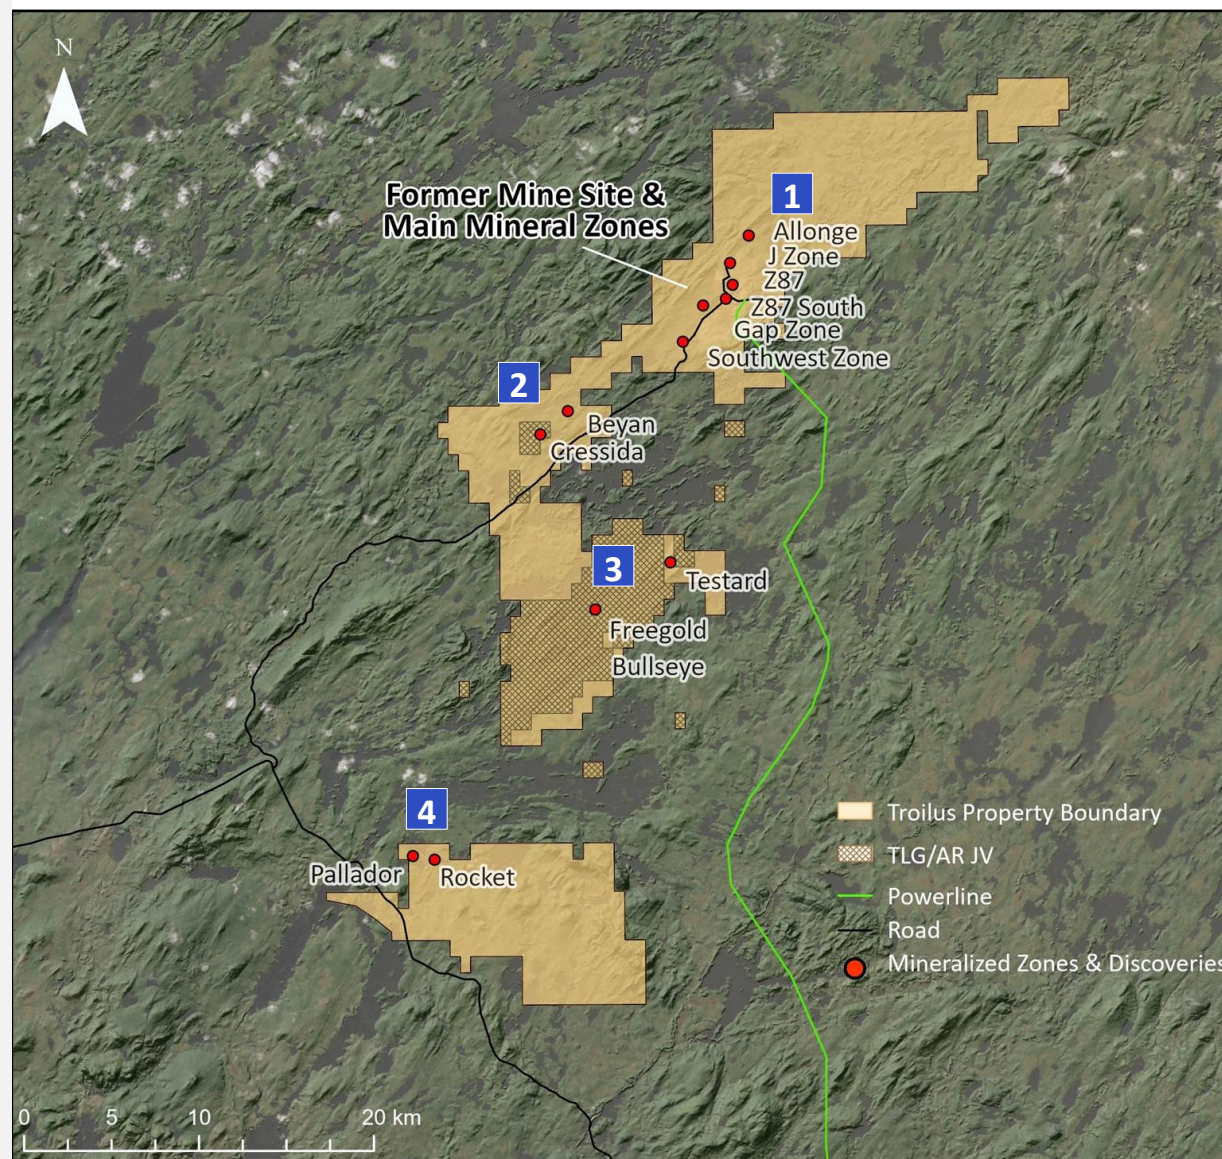 N
Former Mine Site &
Main Mineral Zones
1
Allonge
J Zone
Z87
Z87 South
Gap Zone
Southwest Zone
2
Beyan
Cressida
3
Testard
Freegold
Bullseye
4
Pallador
Rocket
Troilus Property Boundary
TLG/AR JV
Powerline
Road
Mineralized Zones & Discoveries
0 5 10 20 km